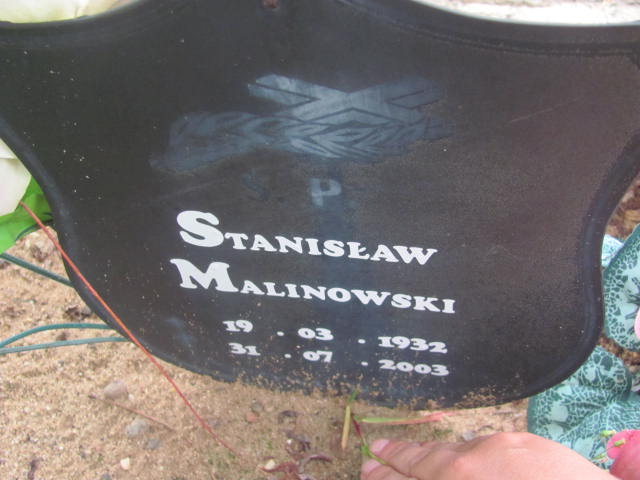 P
STANISŁAW
MALINOWSKI
19 . 03 . 1932
31 . 07 . 2003